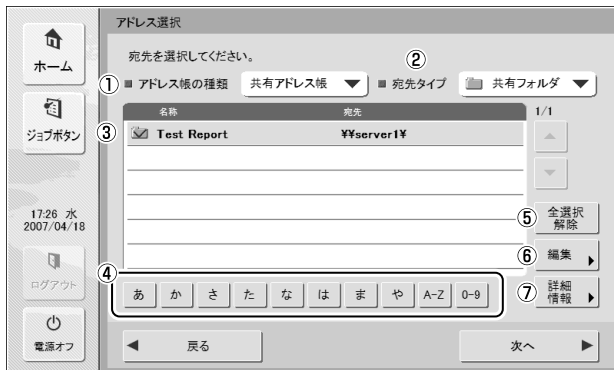 アドレス選択
ホーム
宛先を選択してください。
②
① ■ アドレス帳の種類 共有アドレス帳 ▼ ■ 宛先タイプ 共有フォルダ ▼
名称 宛先 1/1
ジョブボタン
③ Test Report ¥¥server1¥
17:26 水
2007/04/18
⑤ 全選択
解除
⑥ 編集
④
ログアウト
あ か さ た な は ま や A-Z 0-9
⑦ 詳細
情報
電源オフ
戻る
次へ